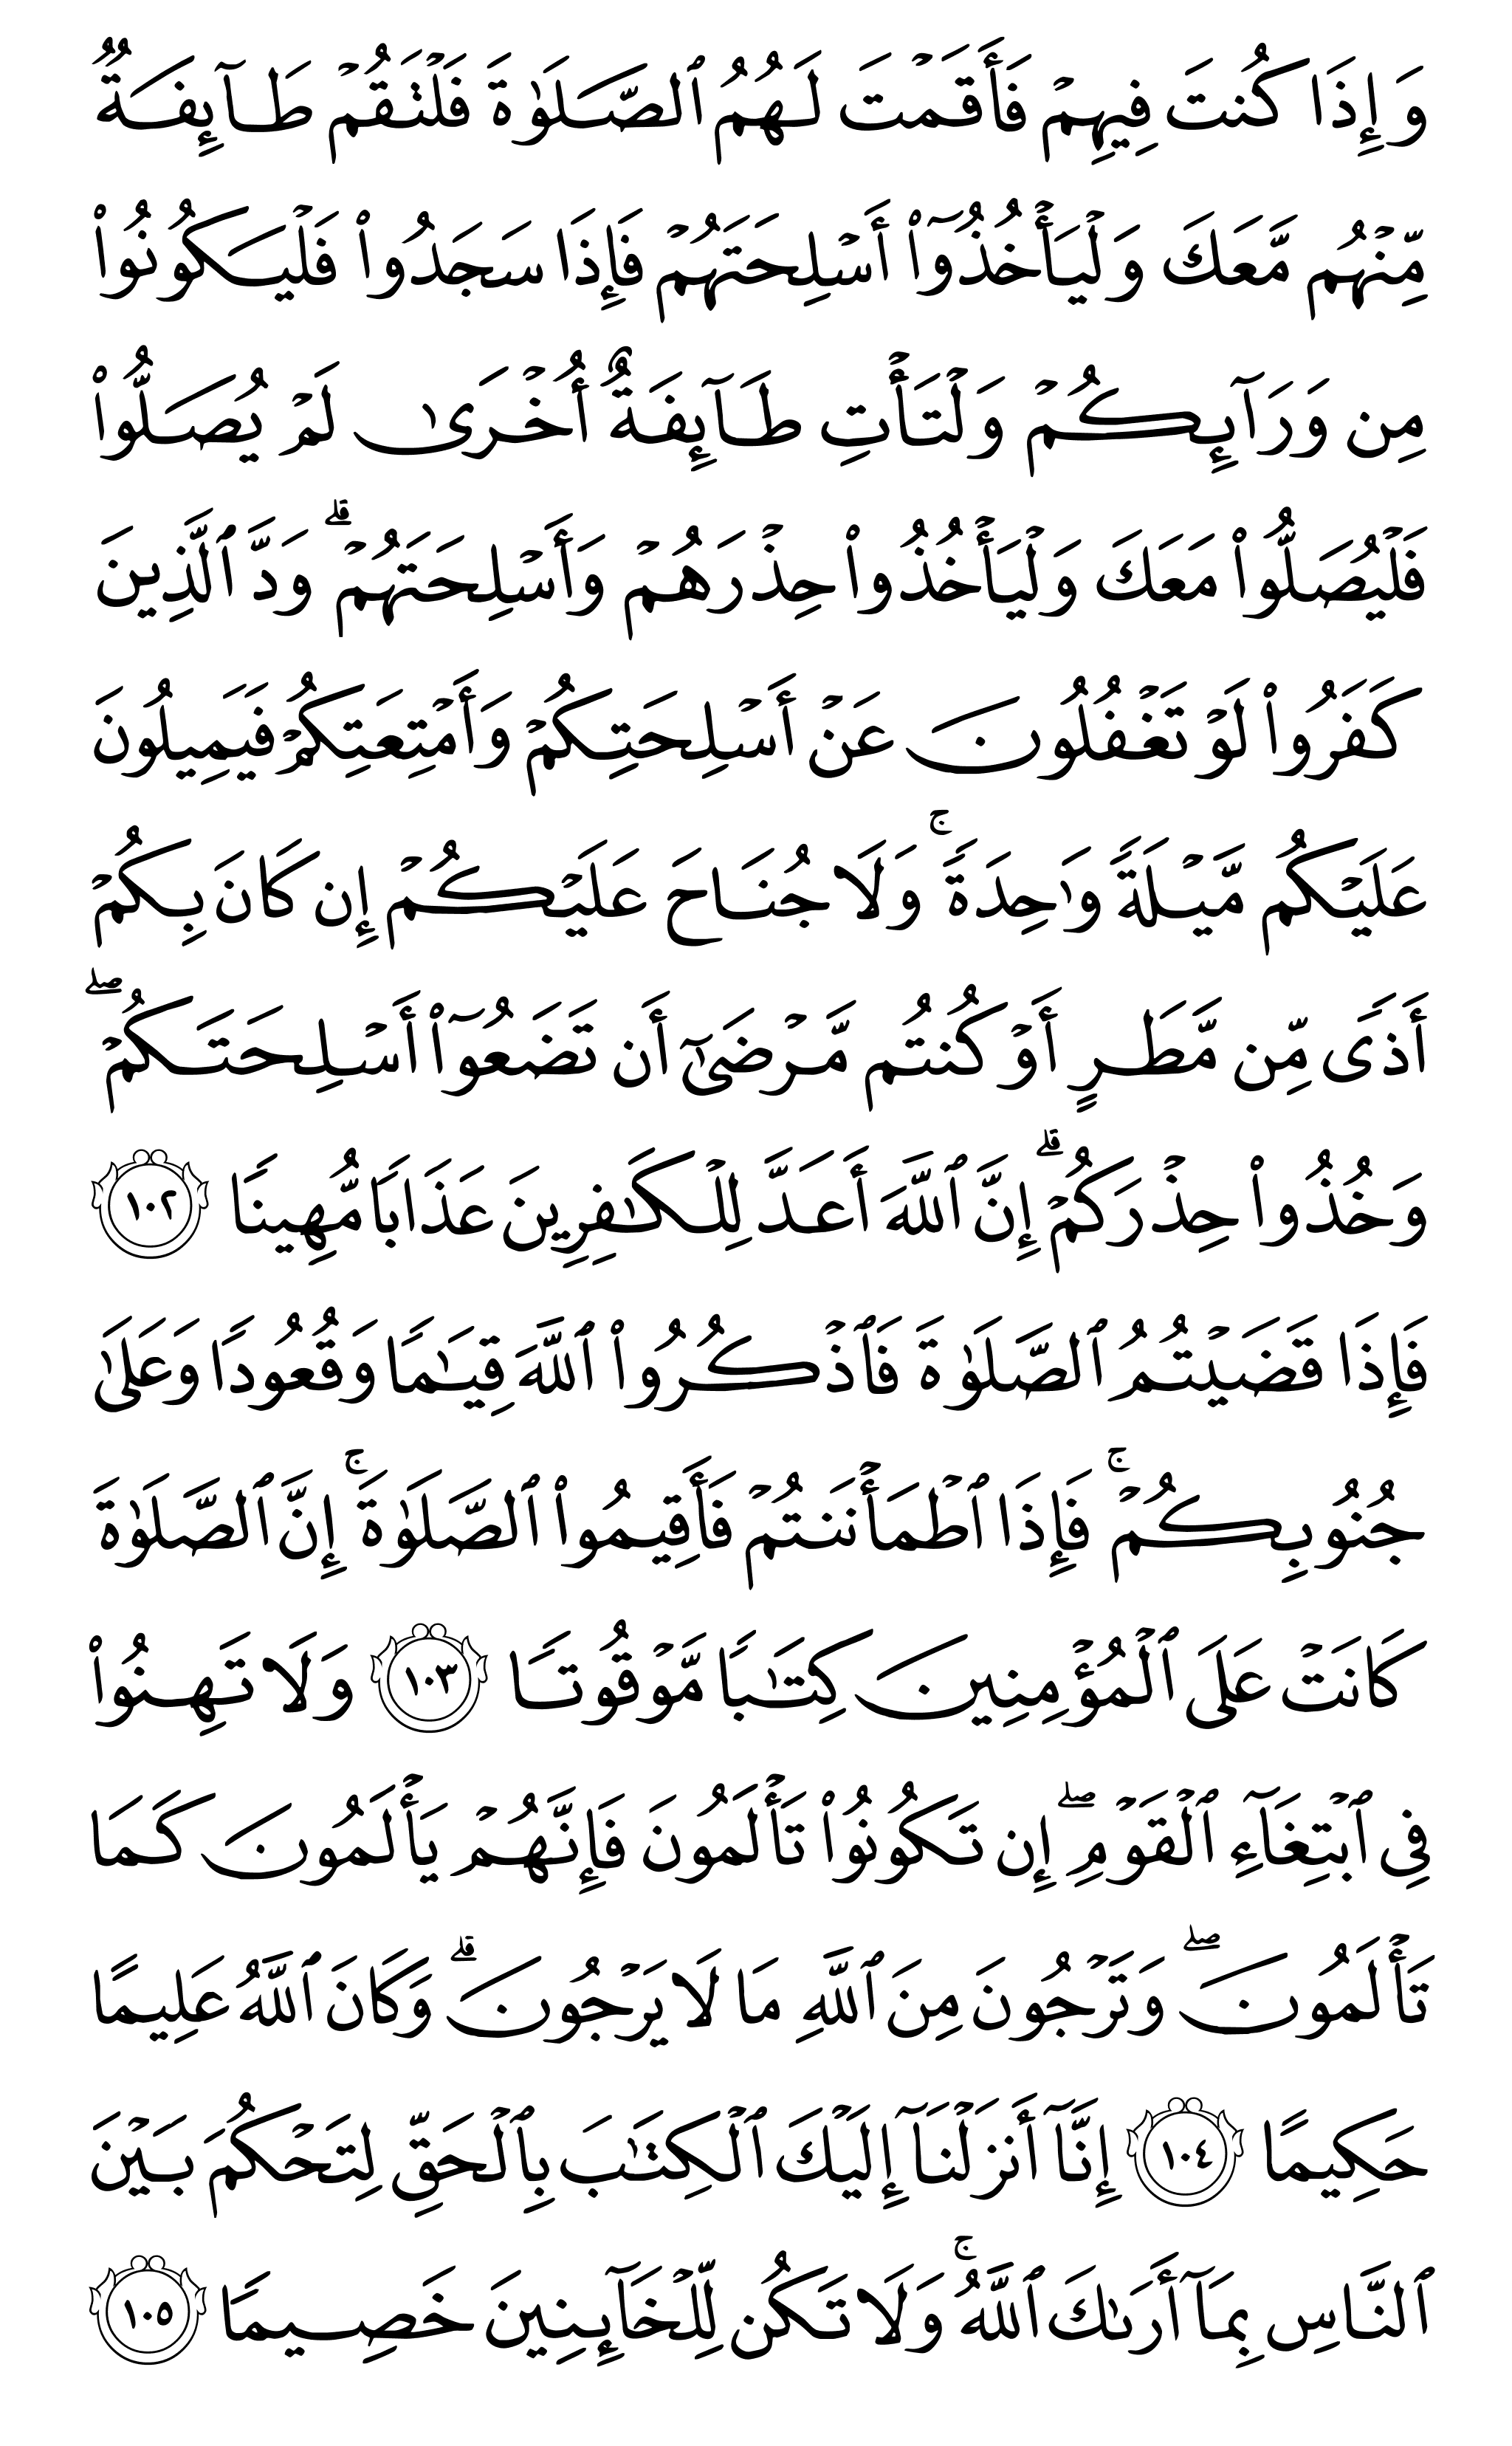 وَإِذَا كُنتَ فِيهِمۡ فَأَقَمۡتَ لَهُمُ ٱلصَّلَوٰةَ فَلۡتَقُمۡ طَآئِفَةٞ
مِّنۡهُم مَّعَكَ وَلۡيَأۡخُذُوٓاْ أَسۡلِحَتَهُمۡ فَإِذَا سَجَدُواْ فَلۡيَكُونُواْ
مِن وَرَآئِكُمۡ وَلۡتَأۡتِ طَآئِفَةٌ أُخۡرَىٰ لَمۡ يُصَلُّواْ
فَلۡيُصَلُّواْ مَعَكَ وَلۡيَأۡخُذُواْ حِذۡرَهُمۡ وَأَسۡلِحَتَهُمۡۗ وَدَّ ٱلَّذِينَ
كَفَرُواْ لَوۡ تَغۡفُلُونَ عَنۡ أَسۡلِحَتِكُمۡ وَأَمۡتِعَتِكُمۡ فَيَمِيلُونَ
عَلَيۡكُم مَّيۡلَةٗ وَٰحِدَةٗۚ وَلَا جُنَاحَ عَلَيۡكُمۡ إِن كَانَ بِكُمۡ
أَذٗى مِّن مَّطَرٍ أَوۡ كُنتُم مَّرۡضَىٰٓ أَن تَضَعُوٓاْ أَسۡلِحَتَكُمۡۖ
وَخُذُواْ حِذۡرَكُمۡۗ إِنَّ ٱللَّهَ أَعَدَّ لِلۡكَٰفِرِينَ عَذَابٗا مُّهِينٗا ١٠٢
فَإِذَا قَضَيۡتُمُ ٱلصَّلَوٰةَ فَٱذۡكُرُواْ ٱللَّهَ قِيَٰمٗا وَقُعُودٗا وَعَلَىٰ
جُنُوبِكُمۡۚ فَإِذَا ٱطۡمَأۡنَنتُمۡ فَأَقِيمُواْ ٱلصَّلَوٰةَۚ إِنَّ ٱلصَّلَوٰةَ
كَانَتۡ عَلَى ٱلۡمُؤۡمِنِينَ كِتَٰبٗا مَّوۡقُوتٗا ١٠٣ وَلَا تَهِنُواْ
فِي ٱبۡتِغَآءِ ٱلۡقَوۡمِۖ إِن تَكُونُواْ تَأۡلَمُونَ فَإِنَّهُمۡ يَأۡلَمُونَ كَمَا
تَأۡلَمُونَۖ وَتَرۡجُونَ مِنَ ٱللَّهِ مَا لَا يَرۡجُونَۗ وَكَانَ ٱللَّهُ عَلِيمًا
حَكِيمًا ١٠٤ إِنَّآ أَنزَلۡنَآ إِلَيۡكَ ٱلۡكِتَٰبَ بِٱلۡحَقِّ لِتَحۡكُمَ بَيۡنَ
ٱلنَّاسِ بِمَآ أَرَىٰكَ ٱللَّهُۚ وَلَا تَكُن لِّلۡخَآئِنِينَ خَصِيمٗا ١٠٥